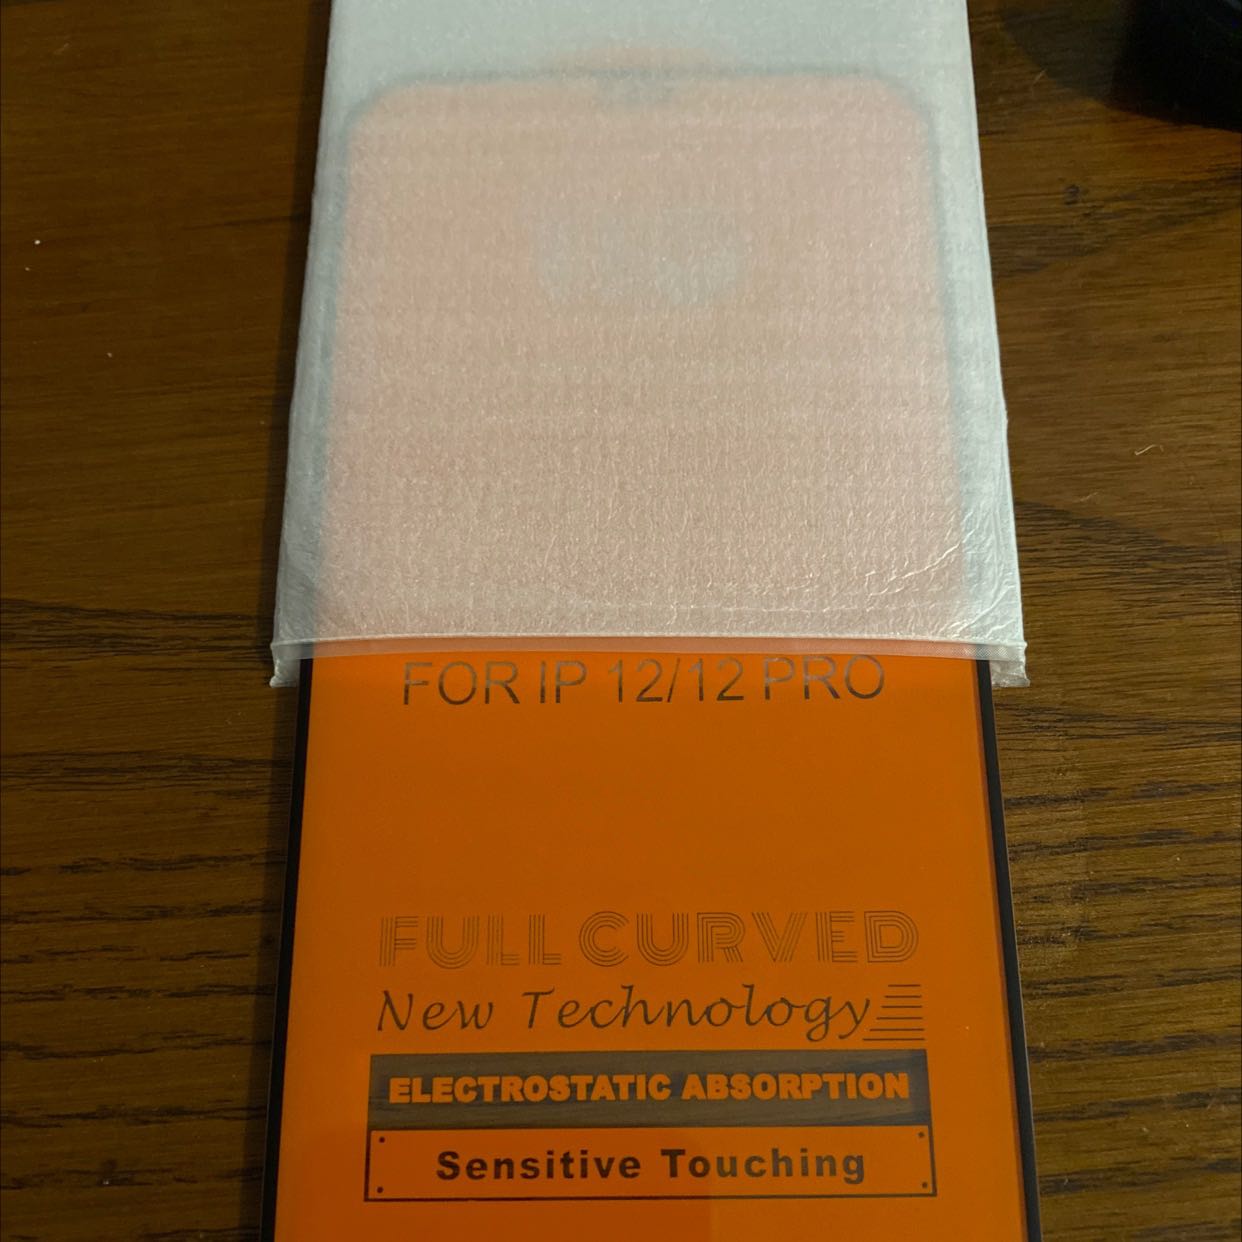 FOR IP 12/12 PRO
FULL CURVED
New Technology
ELECTROSTATIC ABSORPTION
Sensitive Touching